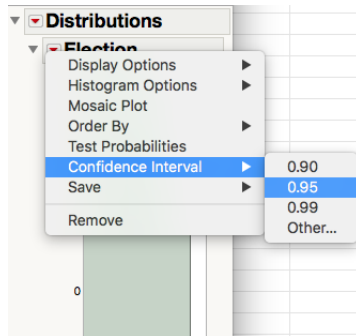 Distributions
Election
Display Options
Histogram Options
Mosaic Plot
Order By
Test Probabilities
Confidence Interval
0.90
Save
0.95
0.99
Remove
Other...
0